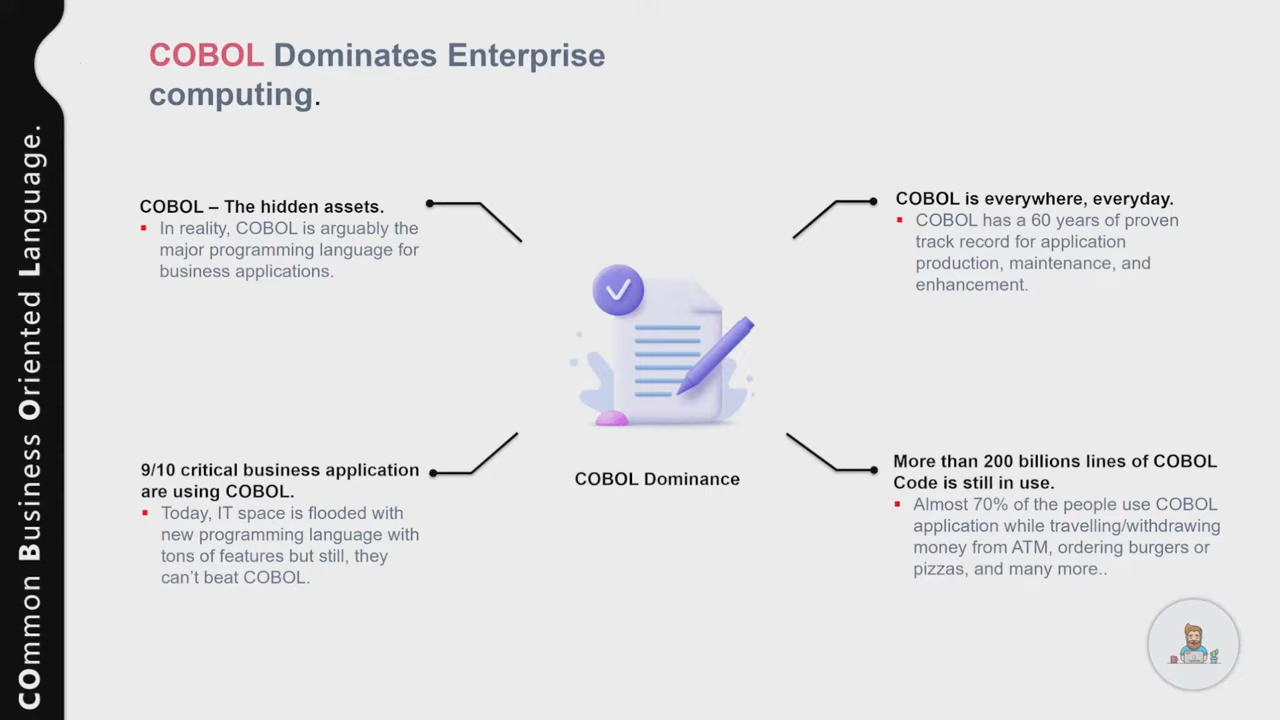 COBOL Dominates Enterprise
computing.
COmmon Business Oriented Language.
COBOL – The hidden assets.
In reality, COBOL is arguably the
major programming language for
business applications.
COBOL is everywhere, everyday.
COBOL has a 60 years of proven
track record for application
production, maintenance, and
enhancement.
9/10 critical business application
are using COBOL.
Today, IT space is flooded with
new programming language with
tons of features but still, they
can’t beat COBOL.
COBOL Dominance
More than 200 billions lines of COBOL
Code is still in use.
Almost 70% of the people use COBOL
application while travelling/withdrawing
money from ATM, ordering burgers or
pizzas, and many more..